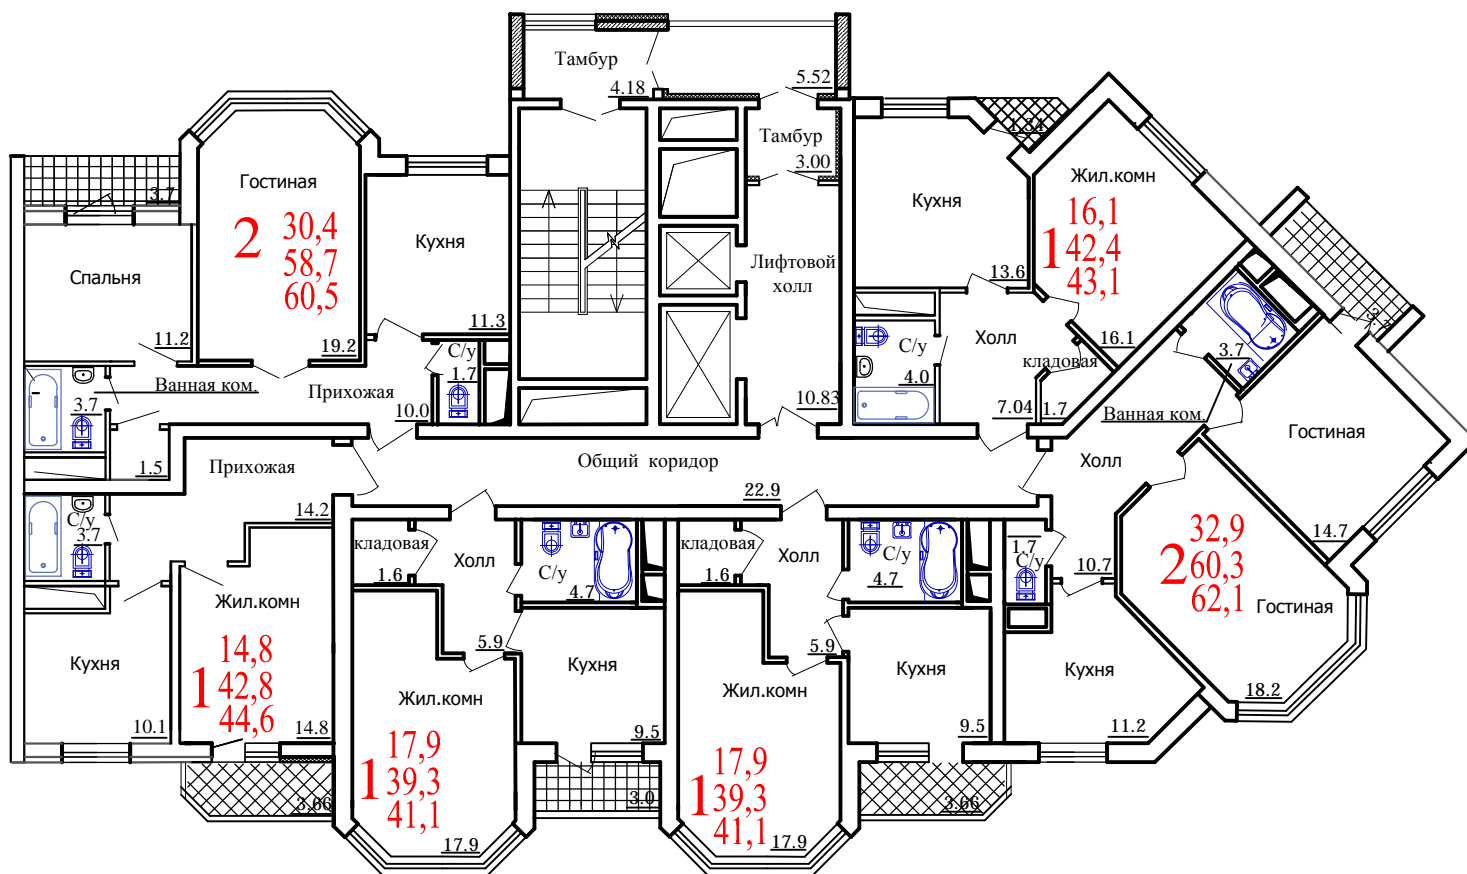 Тамбур
4.18
5.52
Тамбур
3.00
1.34
3.7
Гостиная
2
30,4
58,7
60,5
19.2
Кухня
11.3
Спальня
11.2
Ванная ком.
3.7
1.5
Прихожая
10.0
С/у
1.7
Лифтовой
холл
10.83
Кухня
13.6
Жил.комн
1
16,1
42,4
43,1
16.1
Холл
7.04
кладовая
1.7
С/у
4.0
3.7
Ванная ком.
Гостиная
14.7
Холл
10.7
2
32,9
60,3
62,1
Гостиная
18.2
1.7
С/у
Кухня
11.2
Общий коридор
22.9
Прихожая
14.2
С/у
3.7
Кухня
10.1
Жил.комн
1
14,8
42,8
44,6
14.8
3.66
кладовая
1.6
Холл
5.9
С/у
4.7
Жил.комн
1
17,9
39,3
41,1
17.9
Кухня
9.5
3.0
кладовая
1.6
Холл
5.9
С/у
4.7
Жил.комн
1
17,9
39,3
41,1
17.9
Кухня
9.5
3.66